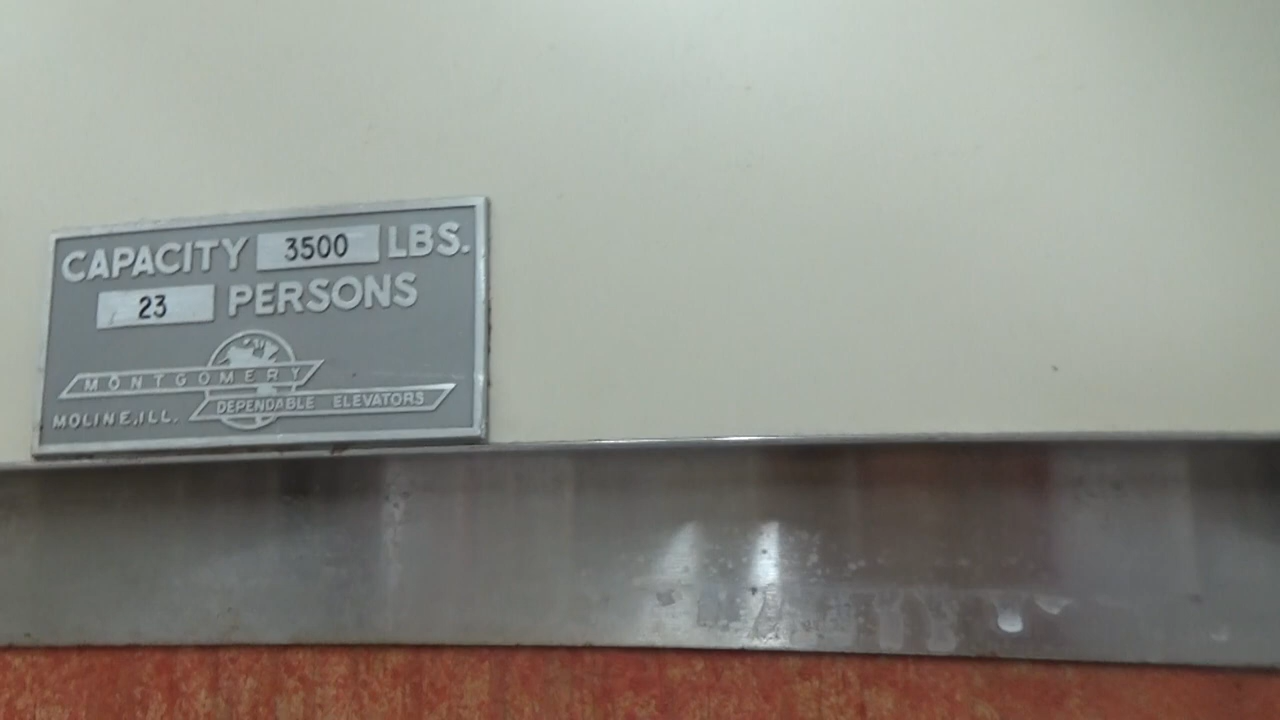 CAPACITY 3500 LBS.
23 PERSONS
MONTGOMERY
MOLINE, ILL. DEPENDABLE ELEVATORS